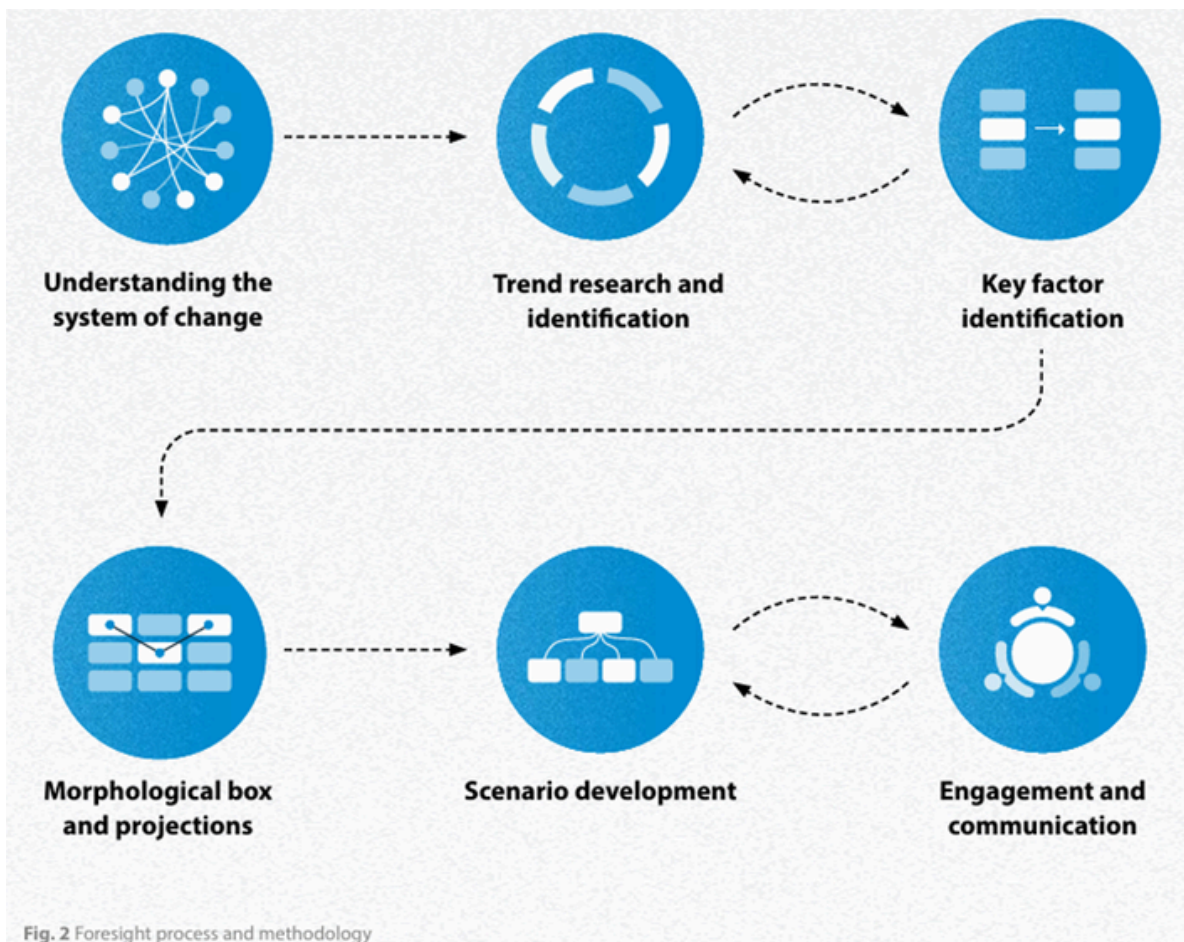 Understanding the
system of change
Trend research and
identification
Key factor
identification
Morphological box
and projections
Scenario development
Engagement and
communication
Fig. 2 Foresight process and methodology